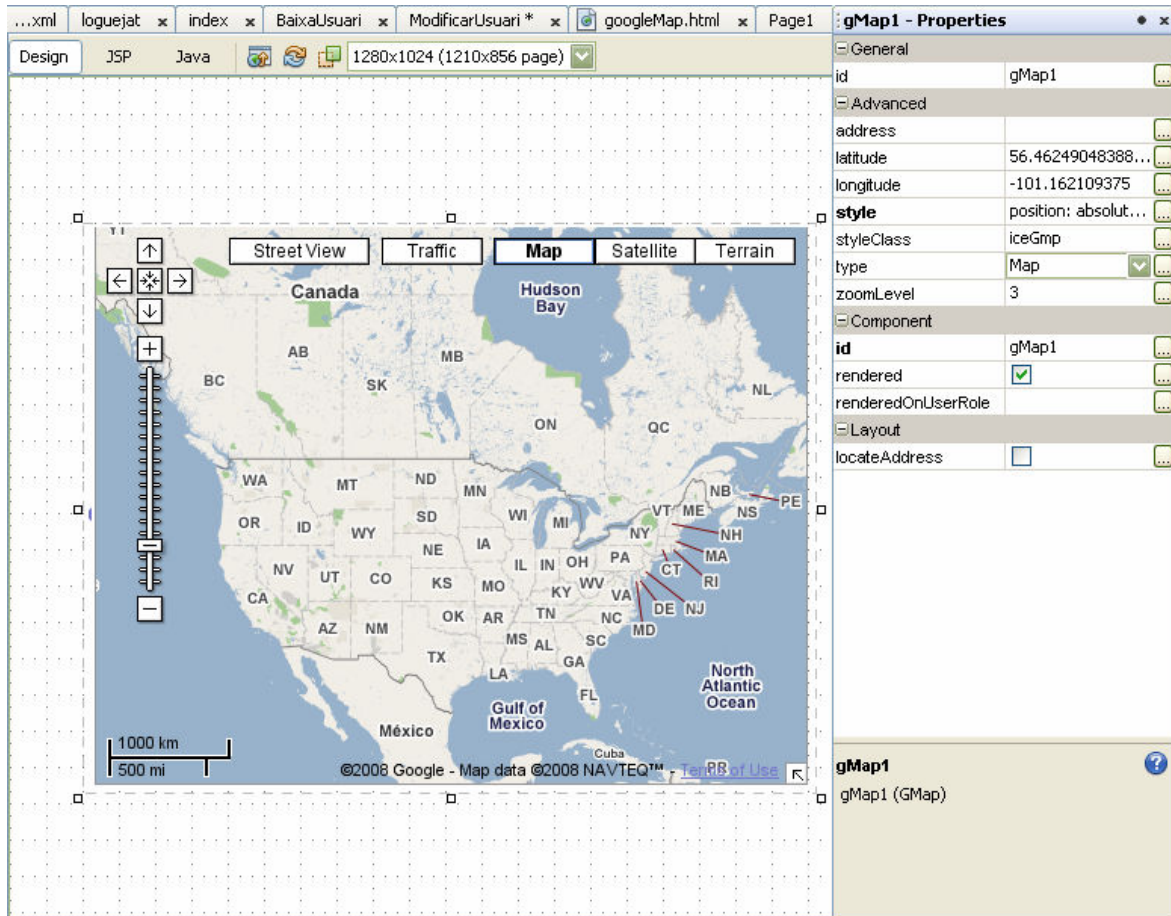 ...xml loguejat x index x BaixaUsuari x ModificarUsuari * x googleMap.html x Page1
Design JSP Java 1280x1024 (1210x856 page)
Street View Traffic Map Satellite Terrain
Canada
Hudson
Bay
AB
MB
BC
SK
NL
ON
QC
WA
MT
ND
MN
NB
PE
OR
ID
WY
SD
WI
MI
VT
ME
NS
NY
NH
NE
IA
PA
MA
NV
UT
CO
KS
MO
IL
IN
OH
CT
RI
CA
KY
WV
VA
DE
NJ
AZ
NM
OK
AR
TN
NC
MD
MS
AL
SC
TX
LA
GA
FL
North
Atlantic
Ocean
Gulf of
Mexico
México
Cuba
PR
1000 km
500 mi
©2008 Google - Map data ©2008 NAVTEQ™ - Terms of Use
gMap1 - Properties
General
id gMap1 ...
Advanced
address ...
latitude 56.46249048388... ...
longitude -101.162109375 ...
style position: absolut... ...
styleClass iceGmp ...
type Map ...
zoomLevel 3 ...
Component
id gMap1 ...
rendered ...
renderedOnUserRole ...
Layout
locateAddress ...
gMap1
gMap1 (GMap)